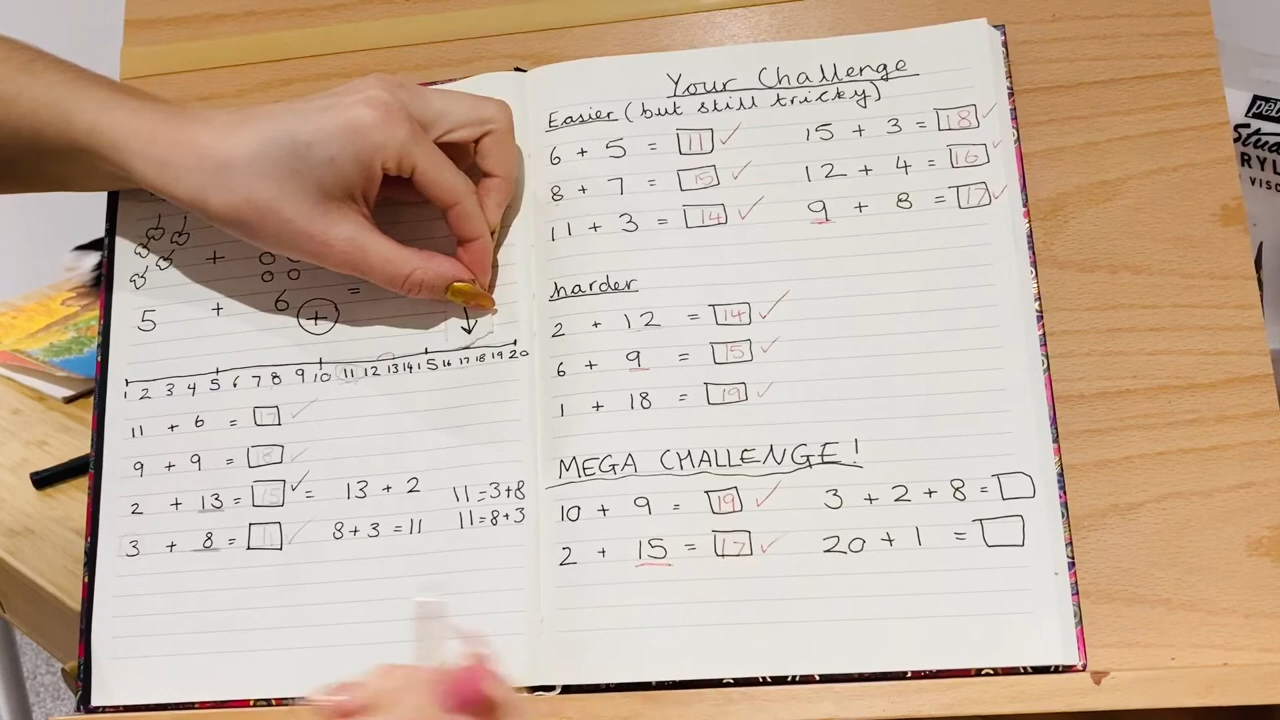 5 + 6 =
+
1 2 3 4 5 6 7 8 9 10 11 12 13 14 15 16 17 18 19 20
11 + 6 = 17 ✓
9 + 9 = 18 ✓
2 + 13 = 15 ✓ = 13 + 2
11 = 3+8
3 + 8 = 11 ✓ 8+3 = 11
11 = 8+3
Your Challenge
Easier (but still tricky)
6 + 5 = 11 ✓ 15 + 3 = 18 ✓
8 + 7 = 15 ✓ 12 + 4 = 16 ✓
11 + 3 = 14 ✓ 9 + 8 = 17 ✓
harder
2 + 12 = 14 ✓
6 + 9 = 15 ✓
1 + 18 = 19 ✓
MEGA CHALLENGE!
10 + 9 = 19 ✓ 3 + 2 + 8 =
2 + 15 = 17 ✓ 20 + 1 =